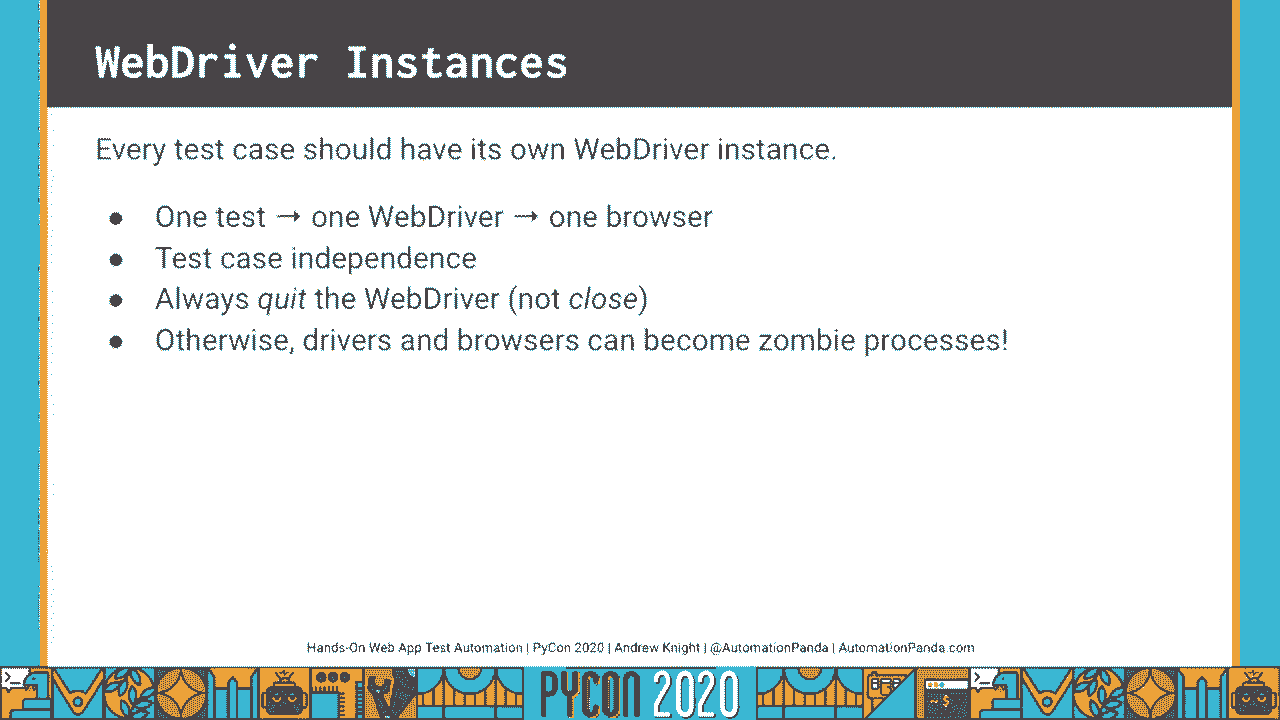 WebDriver Instances
Every test case should have its own WebDriver instance.
● One test → one WebDriver → one browser
● Test case independence
● Always quit the WebDriver (not close)
● Otherwise, drivers and browsers can become zombie processes!
Hands-On Web App Test Automation | PyCon 2020 | Andrew Knight | @AutomationPanda | AutomationPanda.com
PYCON 2020